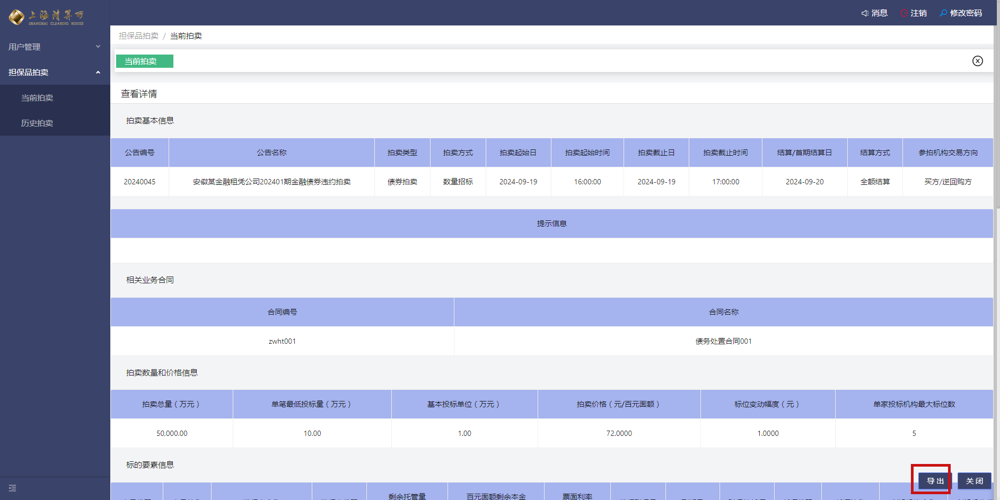 上海清算所
SHANGHAI CLEARING HOUSE
消息 注销 修改密码
用户管理
担保品拍卖
当前拍卖
历史拍卖
担保品拍卖 / 当前拍卖
当前拍卖
查看详情
拍卖基本信息
公告编号 公告名称 拍卖类型 拍卖方式 拍卖起始日 拍卖起始时间 拍卖截止日 拍卖截止时间 结算/首期结算日 结算方式 参拍机构交易方向
20240045 安徽某金融租凭公司202401期金融债券违约拍卖 债券拍卖 数量招标 2024-09-19 16:00:00 2024-09-19 17:00:00 2024-09-20 全额结算 买方/逆回购方
提示信息
相关业务合同
合同编号 合同名称
zwht001 债务处置合同001
拍卖数量和价格信息
拍卖总量（万元） 单笔最低投标量（万元） 基本投标单位（万元） 拍卖价格（元/百元面额） 标位变动幅度（元） 单家投标机构最大标位数
50,000.00 10.00 1.00 72.0000 1.0000 5
标的要素信息
导出 关闭
剩余托管量 百元面额剩余本金 票面利率